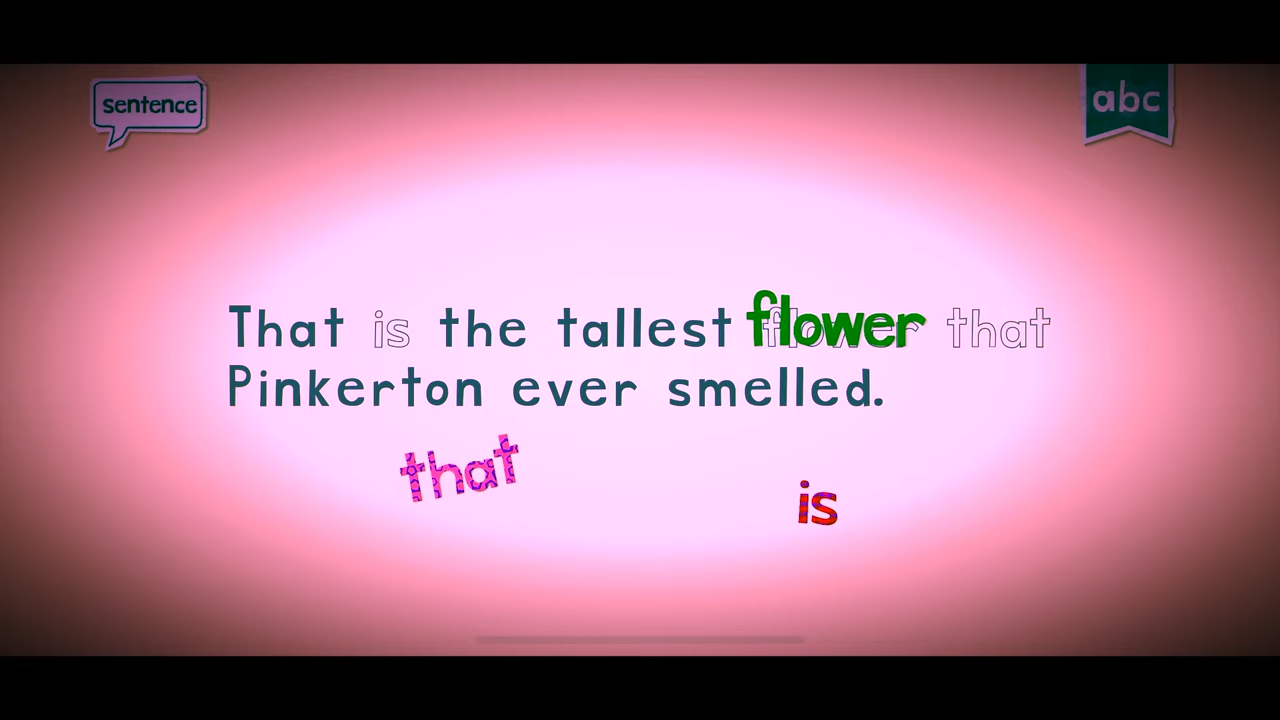 sentence
abc
That is the tallest flower that
Pinkerton ever smelled.
that
is